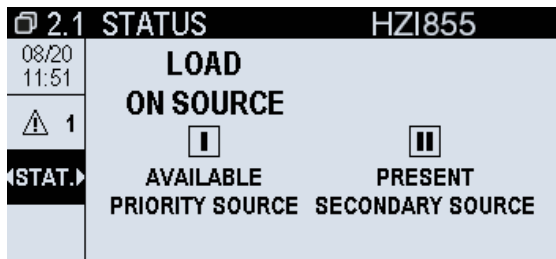 2.1 STATUS HZI855
08/20
11:51
1
STAT.
LOAD
ON SOURCE
I II
AVAILABLE PRESENT
PRIORITY SOURCE SECONDARY SOURCE